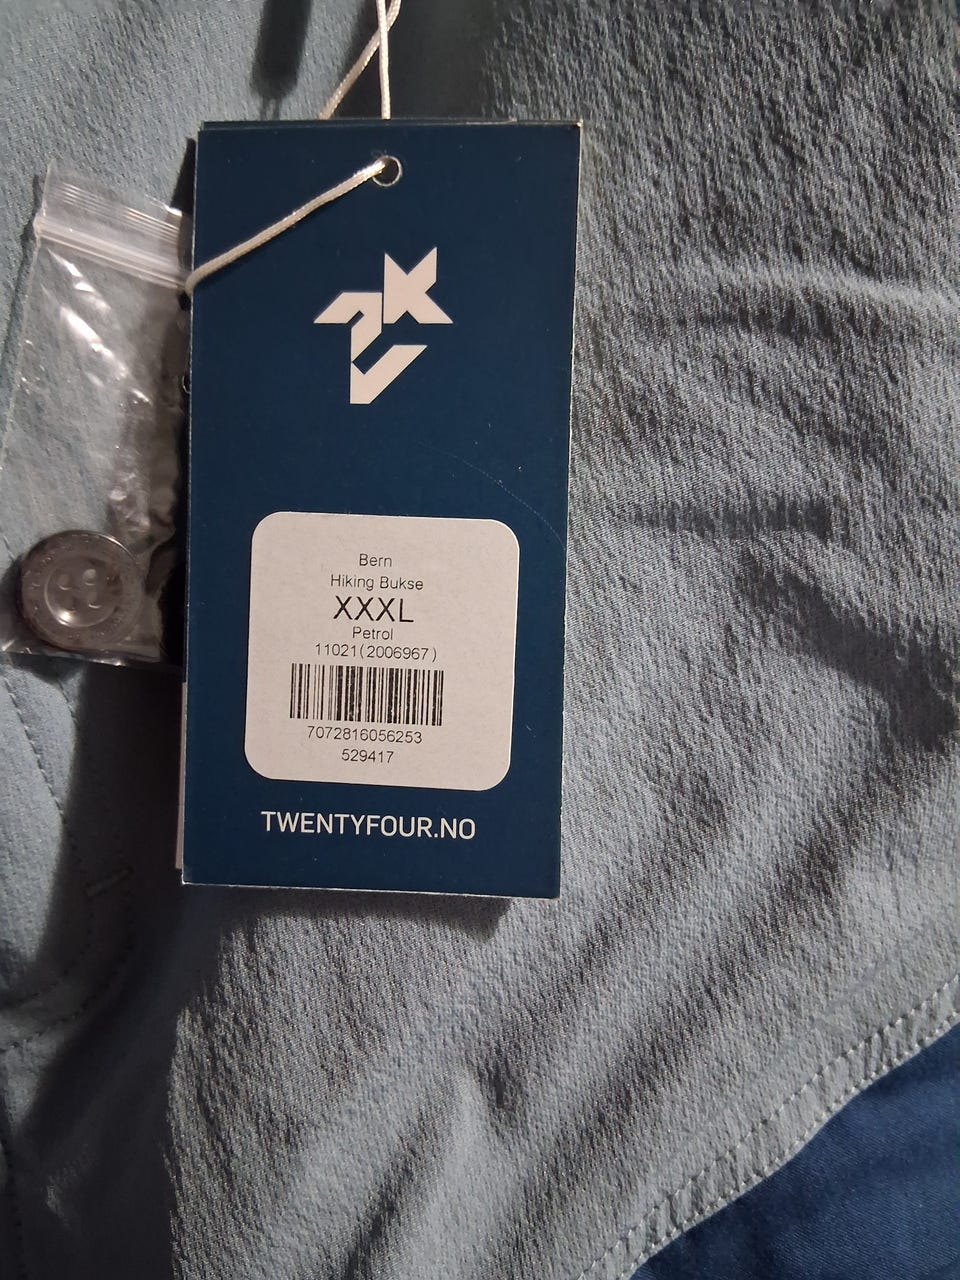 Bern
Hiking Bukse
XXXL
Petrol
11021(2006967)
7072816056253
529417
TWENTYFOUR.NO